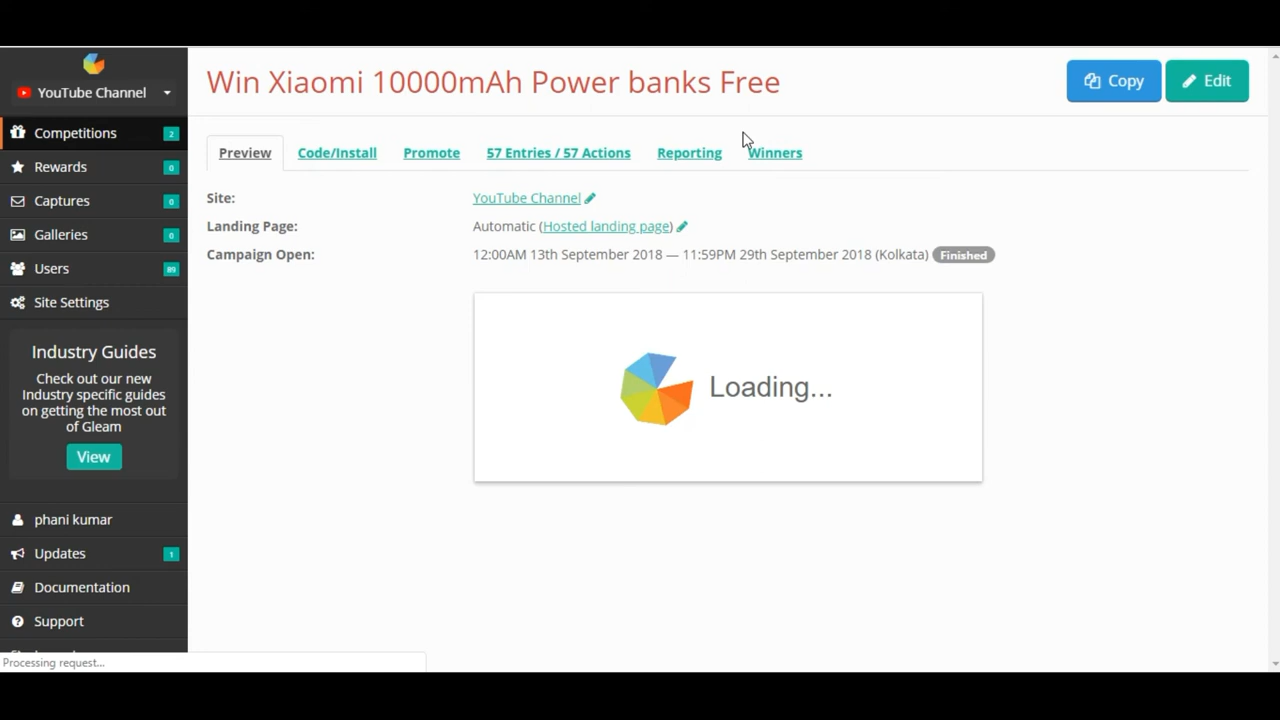 YouTube Channel
Competitions 2
Rewards 0
Captures 0
Galleries 0
Users 89
Site Settings
Industry Guides
Check out our new
Industry specific guides
on getting the most out
of Gleam
View
phani kumar
Updates 1
Documentation
Support
Processing request...
Win Xiaomi 10000mAh Power banks Free
Copy
Edit
Preview Code/Install Promote 57 Entries / 57 Actions Reporting Winners
Site: YouTube Channel
Landing Page: Automatic (Hosted landing page)
Campaign Open: 12:00AM 13th September 2018 — 11:59PM 29th September 2018 (Kolkata) Finished
Loading...